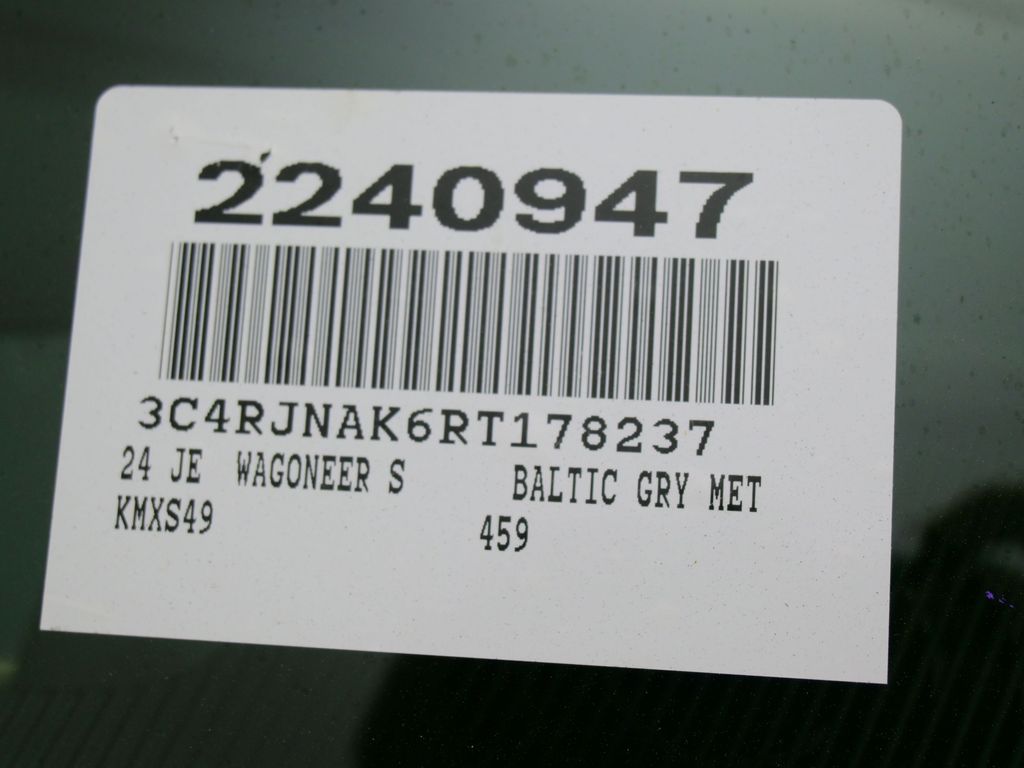 2240947
3C4RJNAK6RT178237
24 JE WAGONEER S BALTIC GRY MET
KMXS49 459